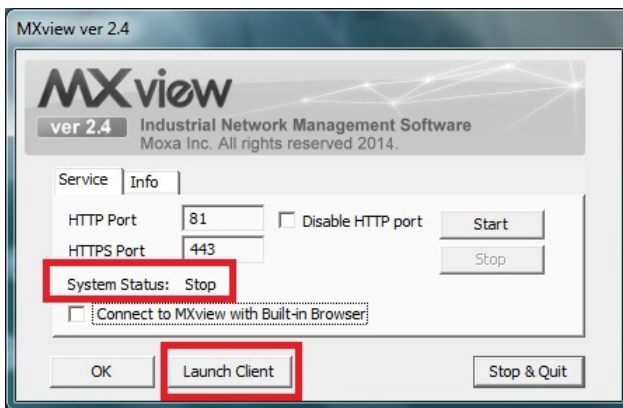 MXview ver 2.4
MXview
ver 2.4 Industrial Network Management Software
Moxa Inc. All rights reserved 2014.
Service Info
HTTP Port 81 Disable HTTP port Start
HTTPS Port 443 Stop
System Status: Stop
Connect to MXview with Built-in Browser
OK Launch Client Stop & Quit